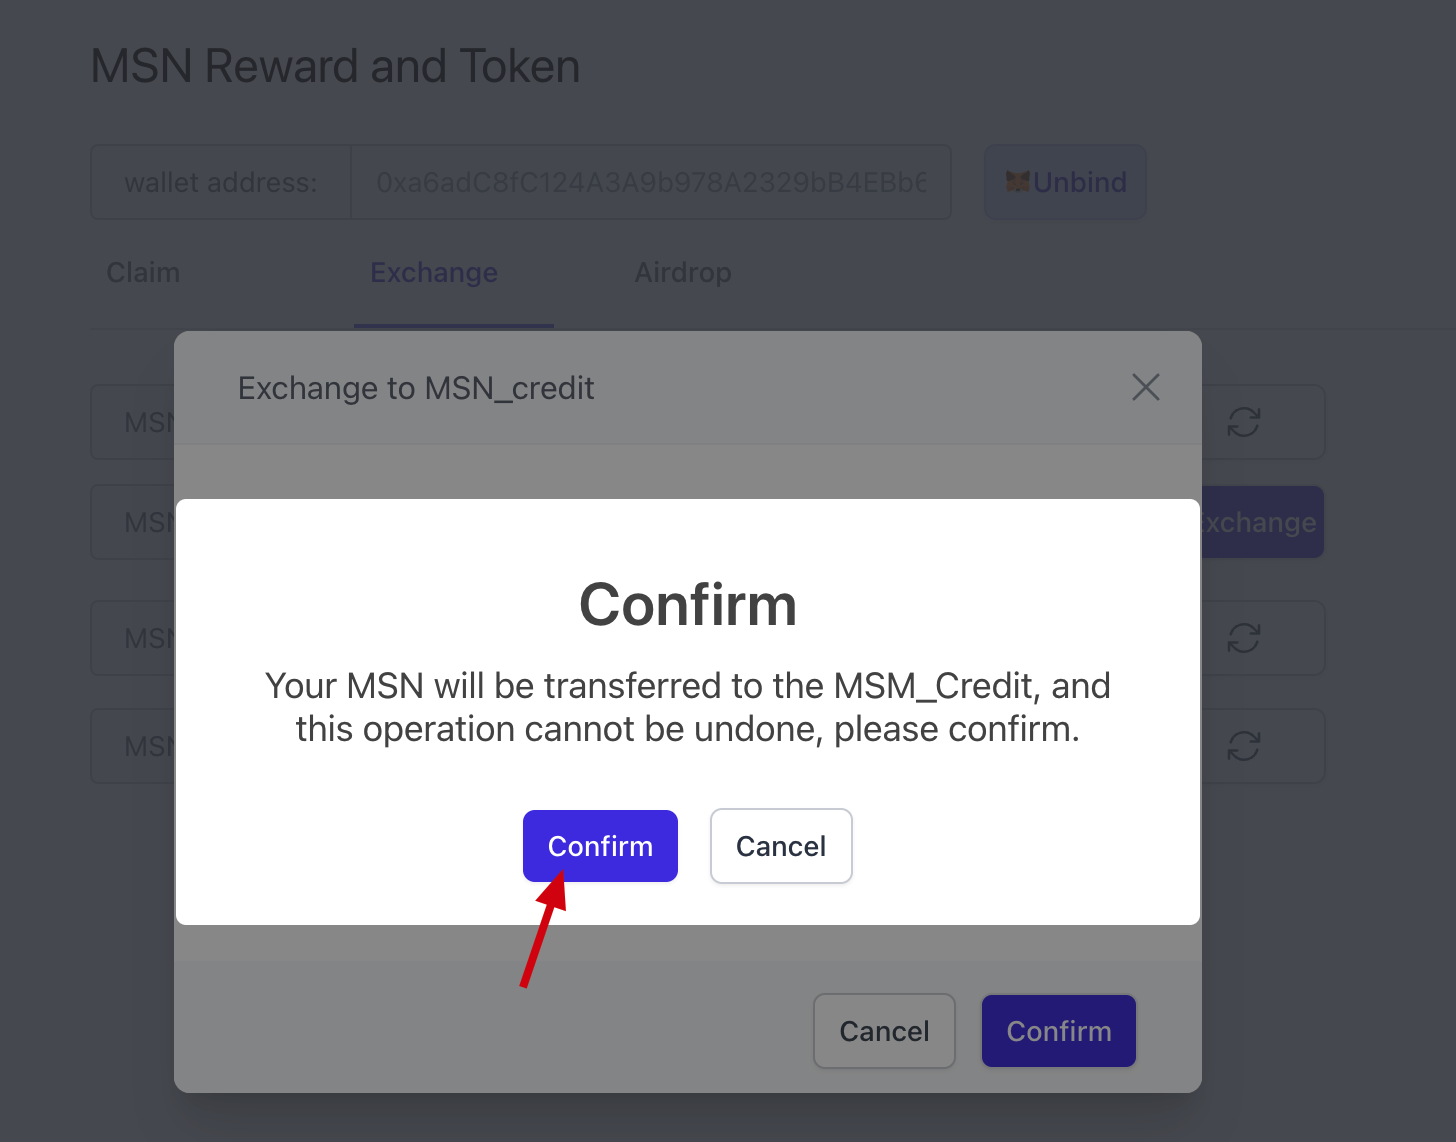 MSN Reward and Token
wallet address:
0xa6adC8fC124A3A9b978A2329bB4EBb6
Unbind
Claim
Exchange
Airdrop
Exchange to MSN_credit
MSN
MSN
xchange
Confirm
Your MSN will be transferred to the MSM_Credit, and
this operation cannot be undone, please confirm.
MSN
MSN
Confirm
Cancel
Cancel
Confirm